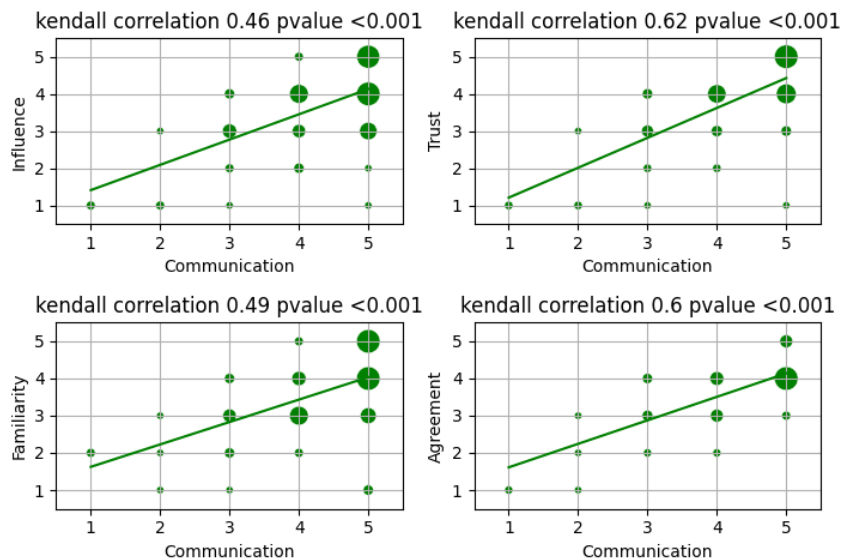 kendall correlation 0.46 pvalue <0.001
5
4
3
2
1
Influence
1 2 3 4 5
Communication
kendall correlation 0.62 pvalue <0.001
5
4
3
2
1
Trust
1 2 3 4 5
Communication
kendall correlation 0.49 pvalue <0.001
5
4
3
2
1
Familiarity
1 2 3 4 5
Communication
kendall correlation 0.6 pvalue <0.001
5
4
3
2
1
Agreement
1 2 3 4 5
Communication